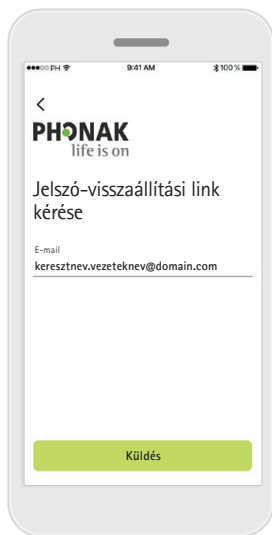 ●●●○○ PH 9:41 AM 100 %
<
PHONAK
life is on
Jelszó-visszaállítási link
kérése
E-mail
keresztnev.vezeteknev@domain.com
Küldés